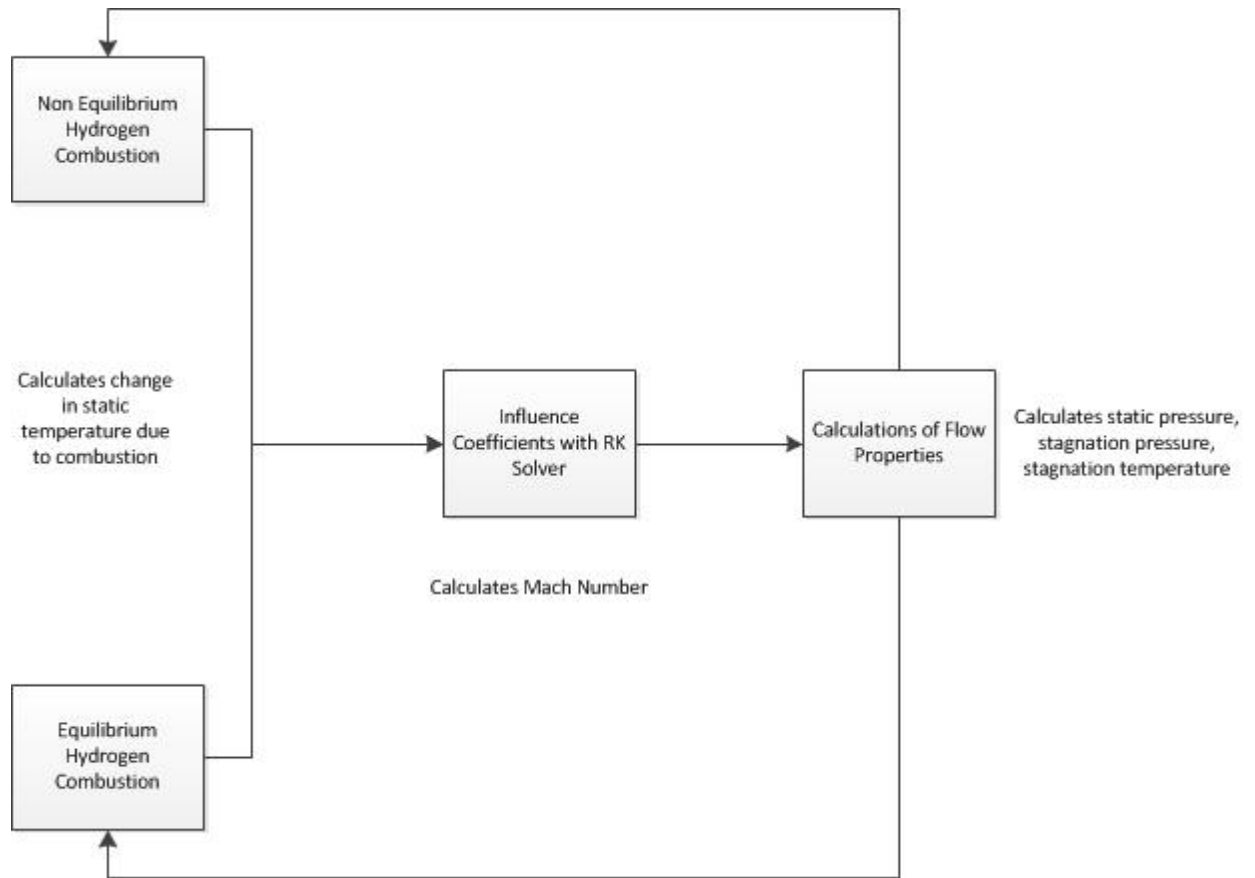 Non Equilibrium
Hydrogen
Combustion
Calculates change
in static
temperature due
to combustion
Influence
Coefficients with RK
Solver
Calculations of Flow
Properties
Calculates static pressure,
stagnation pressure,
stagnation temperature
Calculates Mach Number
Equilibrium
Hydrogen
Combustion